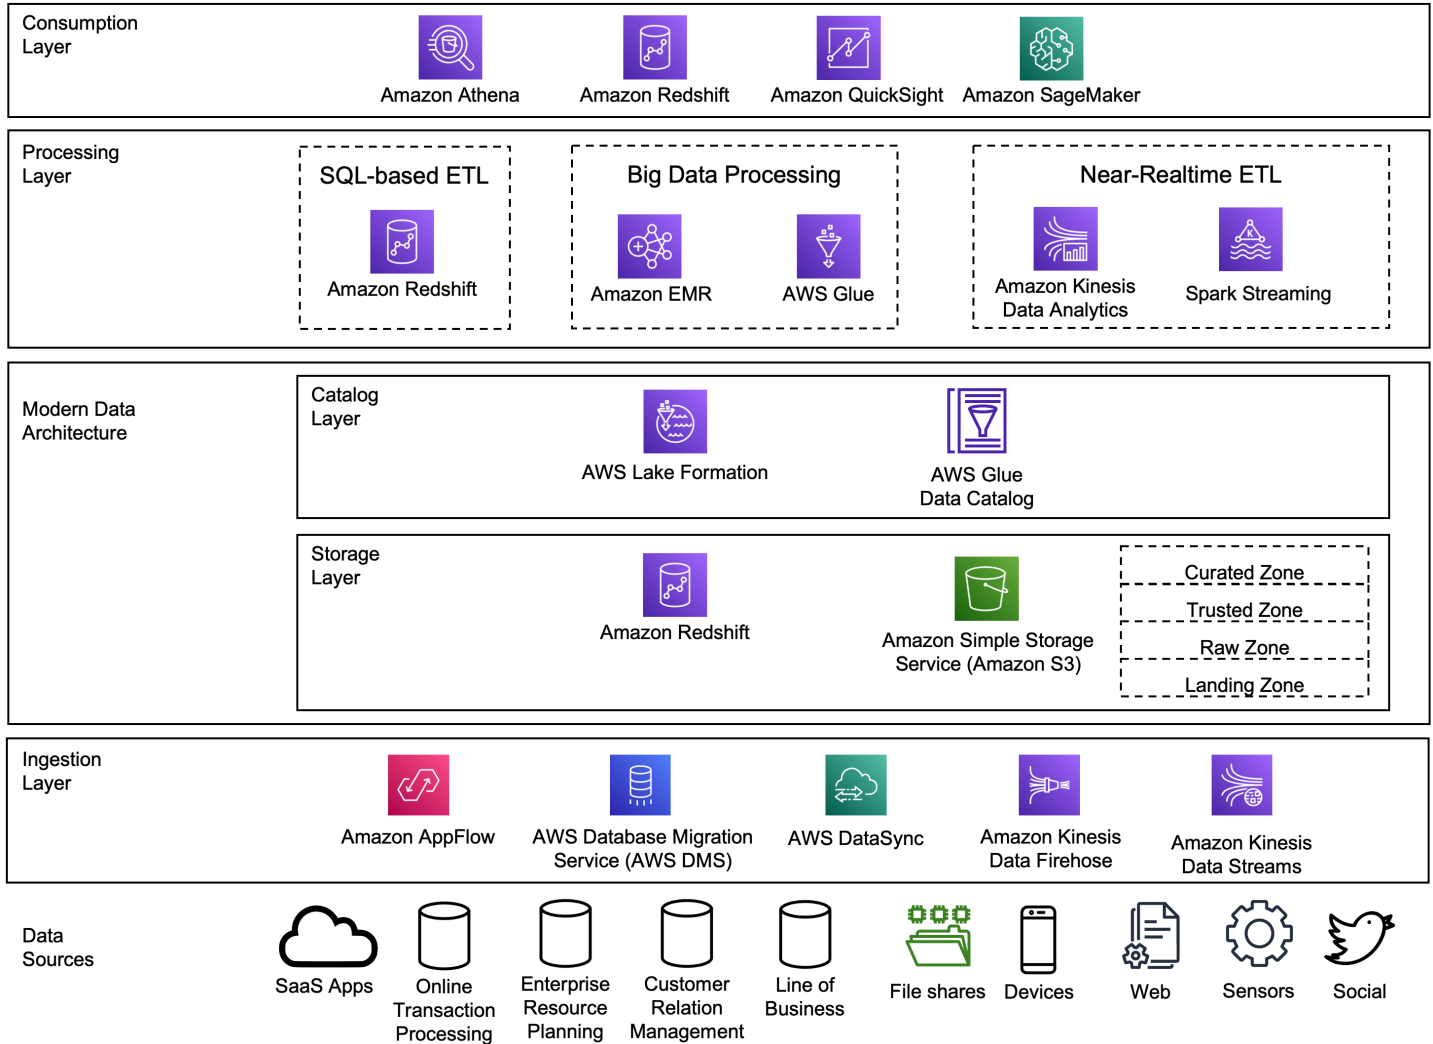 Consumption
Layer
Amazon Athena
Amazon Redshift
Amazon QuickSight
Amazon SageMaker
Processing
Layer
SQL-based ETL
Amazon Redshift
Big Data Processing
Amazon EMR
AWS Glue
Near-Realtime ETL
Amazon Kinesis
Data Analytics
K
Spark Streaming
Modern Data
Architecture
Catalog
Layer
AWS Lake Formation
AWS Glue
Data Catalog
Storage
Layer
Amazon Redshift
Amazon Simple Storage
Service (Amazon S3)
Curated Zone
Trusted Zone
Raw Zone
Landing Zone
Ingestion
Layer
Amazon AppFlow
AWS Database Migration
Service (AWS DMS)
AWS DataSync
Amazon Kinesis
Data Firehose
Amazon Kinesis
Data Streams
Data
Sources
SaaS Apps
Online
Transaction
Processing
Enterprise
Resource
Planning
Customer
Relation
Management
Line of
Business
File shares
Devices
Web
Sensors
Social